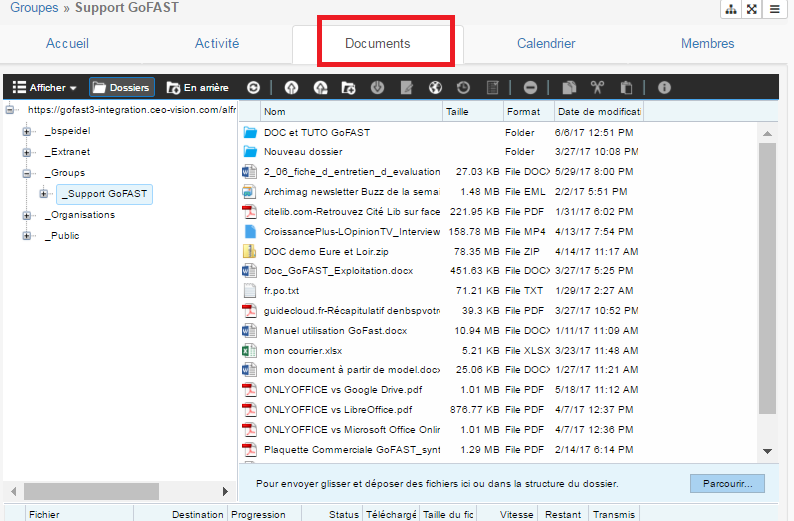 Groupes » Support GoFAST
Accueil Activité Documents Calendrier Membres
Afficher Dossiers En arrière
https://gofast3-integration.ceo-vision.com/alfr
_bspeidel
_Extranet
_Groups
_Support GoFAST
_Organisations
_Public
Nom Taille Format Date de modificati
DOC et TUTO GoFAST Folder 6/6/17 12:51 PM
Nouveau dossier Folder 3/27/17 10:08 PM
2_06_fiche_d_entretien_d_evaluation 27.03 KB File DOCX 5/29/17 8:00 PM
Archimag newsletter Buzz de la semai 1.48 MB File EML 2/2/17 5:51 PM
citelib.com-Retrouvez Cité Lib sur face 221.95 KB File PDF 1/31/17 6:02 PM
CroissancePlus-LOpinionTV_Interview 158.78 MB File MP4 4/13/17 7:54 PM
DOC demo Eure et Loir.zip 78.35 MB File ZIP 4/14/17 11:17 AM
Doc_GoFAST_Exploitation.docx 451.63 KB File DOCX 3/27/17 5:25 PM
fr.po.txt 71.21 KB File TXT 1/29/17 2:27 AM
guidecloud.fr-Récapitulatif denbspvotre 39.3 KB File PDF 3/27/17 10:52 PM
Manuel utilisation GoFast.docx 10.94 MB File DOCX 1/11/17 11:09 AM
mon courrier.xlsx 5.21 KB File XLSX 3/23/17 11:48 AM
mon document à partir de model.docx 25.06 KB File DOCX 1/27/17 11:21 AM
ONLYOFFICE vs Google Drive.pdf 1.01 MB File PDF 5/18/17 11:12 AM
ONLYOFFICE vs LibreOffice.pdf 876.77 KB File PDF 4/7/17 12:37 PM
ONLYOFFICE vs Microsoft Office Onlin 1.01 MB File PDF 4/7/17 12:36 PM
Plaquette Commerciale GoFAST_synt 1.29 MB File PDF 2/14/17 6:14 PM
Pour envoyer glisser et déposer des fichiers ici ou dans la structure du dossier. Parcourir...
Fichier Destination Progression Status Téléchargé Taille du fic Vitesse Restant Transmis